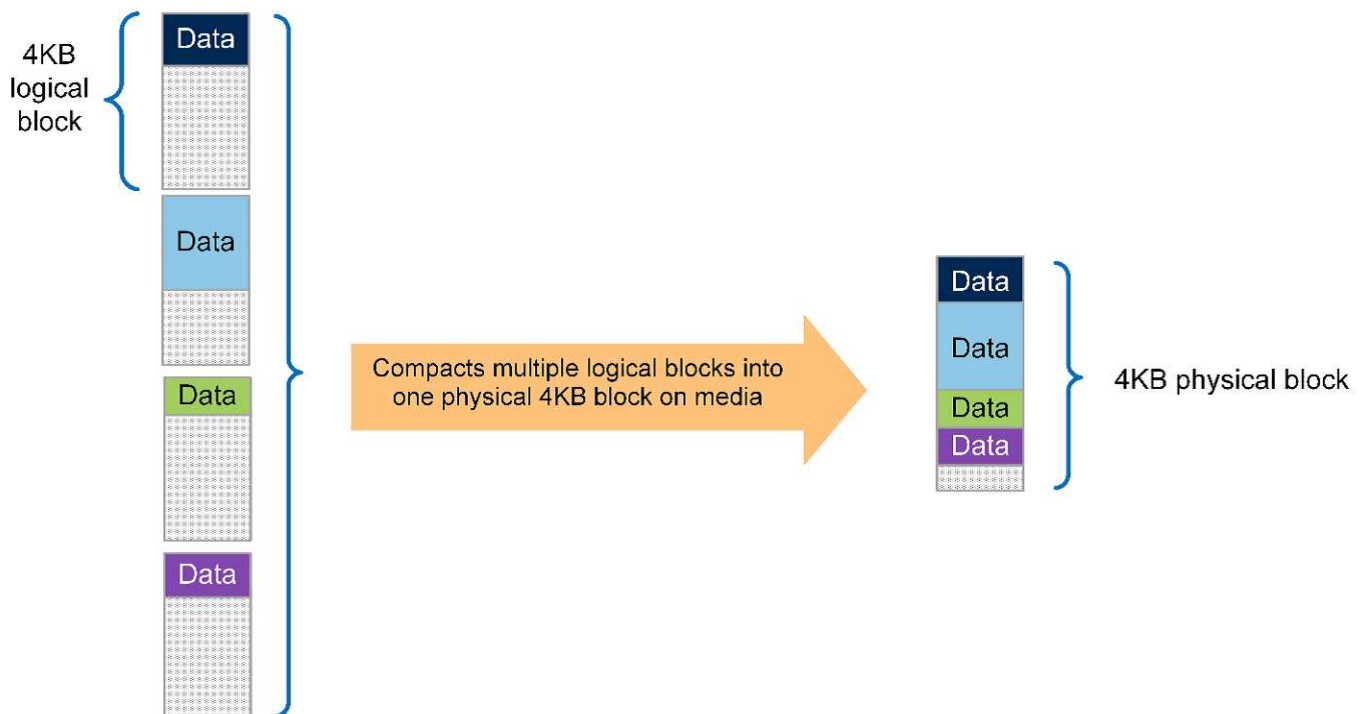 Data
4KB
logical
block
Data
Data
Data
Compacts multiple logical blocks into
one physical 4KB block on media
Data
Data
Data
Data
4KB physical block